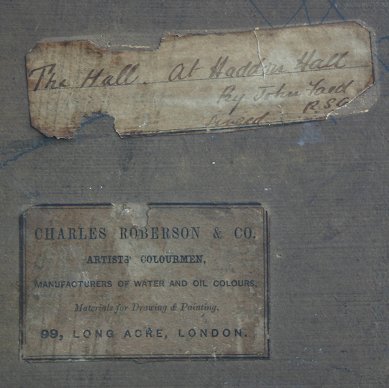 The Hall. At Haddon Hall
By John Faed
R.S.A
CHARLES ROBERSON & CO.
ARTISTS' COLOURMEN,
MANUFACTURERS OF WATER AND OIL COLOURS,
Materials for Drawing & Painting.
99, LONG ACRE, LONDON.